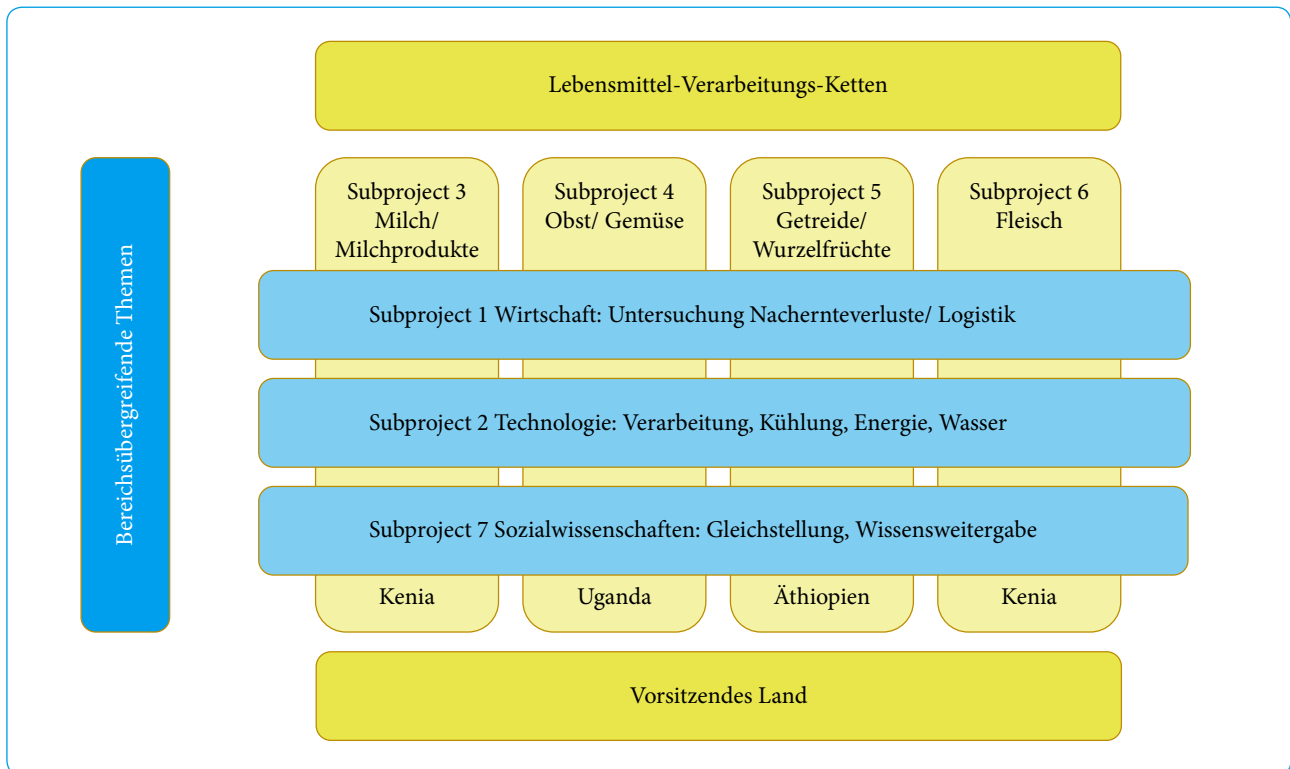 Lebensmittel-Verarbeitungs-Ketten
Bereichsübergreifende Themen
Subproject 3
Milch/
Milchprodukte
Subproject 4
Obst/ Gemüse
Subproject 5
Getreide/
Wurzelfrüchte
Subproject 6
Fleisch
Subproject 1 Wirtschaft: Untersuchung Nachernteverluste/ Logistik
Subproject 2 Technologie: Verarbeitung, Kühlung, Energie, Wasser
Subproject 7 Sozialwissenschaften: Gleichstellung, Wissensweitergabe
Kenia
Uganda
Äthiopien
Kenia
Vorsitzendes Land